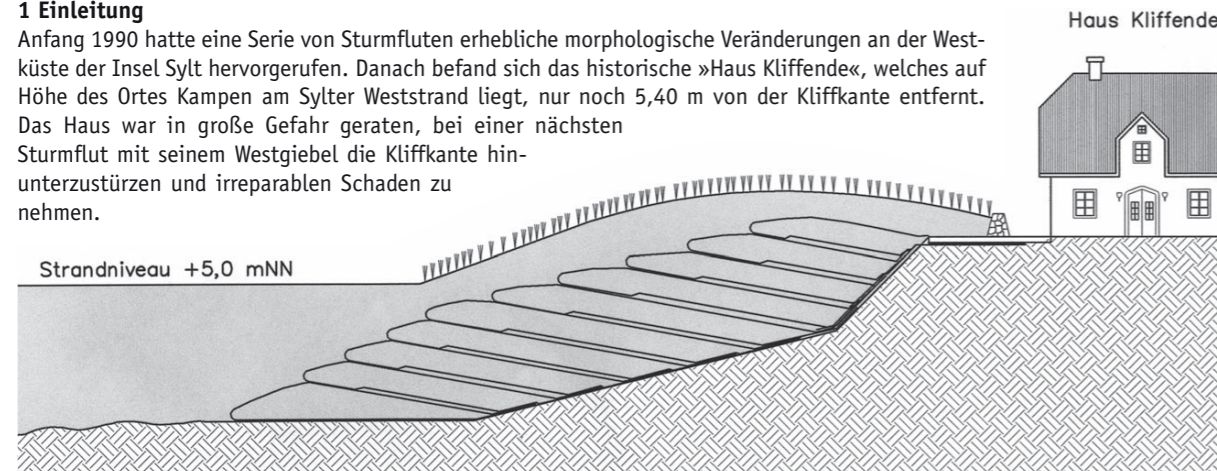 1 Einleitung
Anfang 1990 hatte eine Serie von Sturmfluten erhebliche morphologische Veränderungen an der West-
küste der Insel Sylt hervorgerufen. Danach befand sich das historische »Haus Kliffende«, welches auf
Höhe des Ortes Kampen am Sylter Weststrand liegt, nur noch 5,40 m von der Kliffkante entfernt.
Das Haus war in große Gefahr geraten, bei einer nächsten
Sturmflut mit seinem Westgiebel die Kliffkante hin-
unterzustürzen und irreparablen Schaden zu
nehmen.
Haus Kliffende
Strandniveau +5,0 mNN